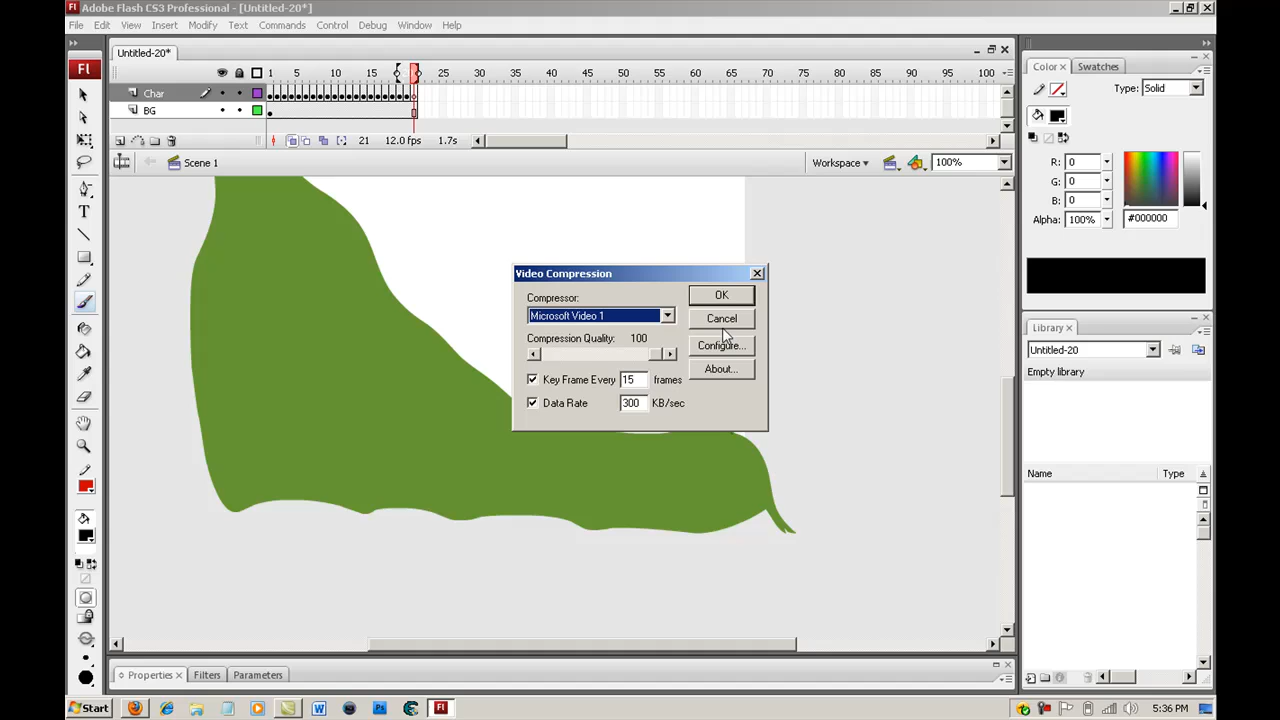 Adobe Flash CS3 Professional - [Untitled-20*]
File Edit View Insert Modify Text Commands Control Debug Window Help
Untitled-20*
1 5 10 15 25 30 35 40 45 50 55 60 65 70 75 80 85 90 95 100
Char
BG
21 12.0 fps 1.7s
Scene 1
Workspace
100%
Fl
T
Color Swatches
Type: Solid
R: 0
G: 0
B: 0
Alpha: 100% #000000
Library
Untitled-20
Empty library
Name Type
Video Compression
Compressor:
Microsoft Video 1
Compression Quality: 100
Key Frame Every 15 frames
Data Rate 300 KB/sec
OK
Cancel
Configure...
About...
Properties Filters Parameters
Start
W
Ps
Fl
5:36 PM